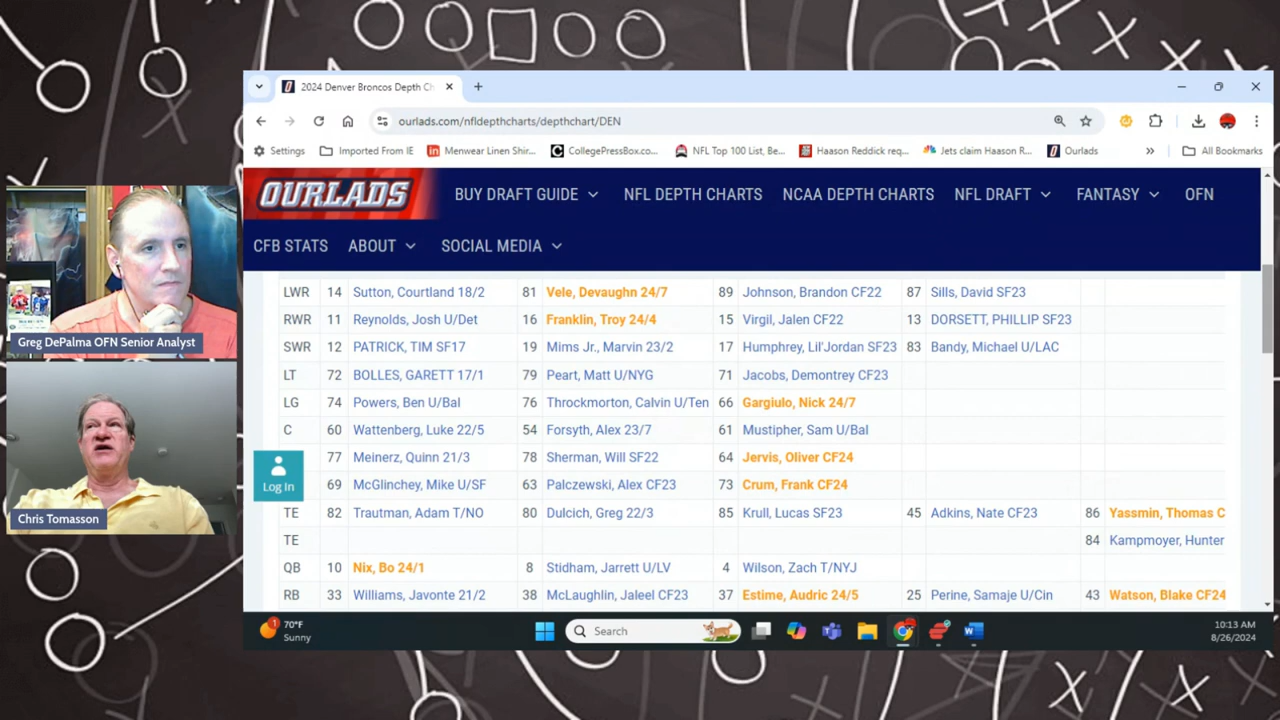 2024 Denver Broncos Depth Ch
ourlads.com/nfldepthcharts/depthchart/DEN
Settings Imported From IE Menwear Linen Shir... CollegePressBox.co... NFL Top 100 List, Be... Haason Reddick req... Jets claim Haason R... Ourlads » All Bookmarks
OURLADS BUY DRAFT GUIDE NFL DEPTH CHARTS NCAA DEPTH CHARTS NFL DRAFT FANTASY OFN
CFB STATS ABOUT SOCIAL MEDIA
LWR 14 Sutton, Courtland 18/2 81 Vele, Devaughn 24/7 89 Johnson, Brandon CF22 87 Sills, David SF23
RWR 11 Reynolds, Josh U/Det 16 Franklin, Troy 24/4 15 Virgil, Jalen CF22 13 DORSETT, PHILLIP SF23
SWR 12 PATRICK, TIM SF17 19 Mims Jr., Marvin 23/2 17 Humphrey, Lil'Jordan SF23 83 Bandy, Michael U/LAC
LT 72 BOLLES, GARETT 17/1 79 Peart, Matt U/NYG 71 Jacobs, Demontrey CF23
LG 74 Powers, Ben U/Bal 76 Throckmorton, Calvin U/Ten 66 Gargiulo, Nick 24/7
C 60 Wattenberg, Luke 22/5 54 Forsyth, Alex 23/7 61 Mustipher, Sam U/Bal
77 Meinerz, Quinn 21/3 78 Sherman, Will SF22 64 Jervis, Oliver CF24
69 McGlinchey, Mike U/SF 63 Palczewski, Alex CF23 73 Crum, Frank CF24
TE 82 Trautman, Adam T/NO 80 Dulcich, Greg 22/3 85 Krull, Lucas SF23 45 Adkins, Nate CF23 86 Yassmin, Thomas C
TE 84 Kampmoyer, Hunter
QB 10 Nix, Bo 24/1 8 Stidham, Jarrett U/LV 4 Wilson, Zach T/NYJ
RB 33 Williams, Javonte 21/2 38 McLaughlin, Jaleel CF23 37 Estime, Audric 24/5 25 Perine, Samaje U/Cin 43 Watson, Blake CF24
Log In
Greg DePalma OFN Senior Analyst
Chris Tomasson
1
70°F
Sunny
Search
10:13 AM
8/26/2024